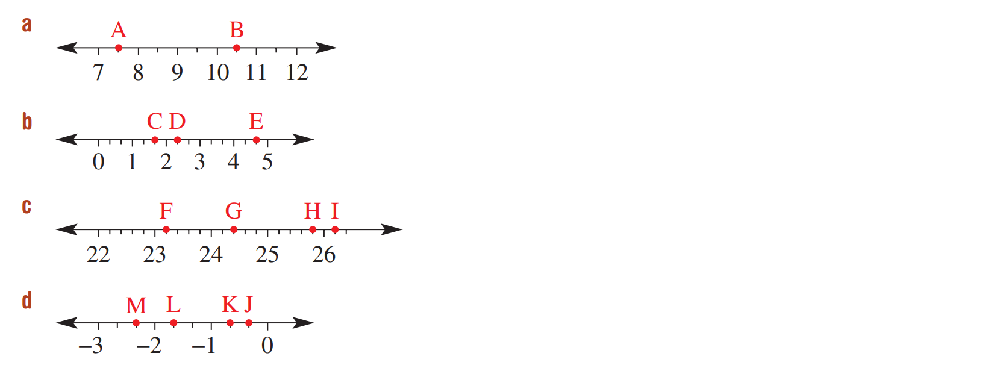 a
A B
7 8 9 10 11 12
b
C D E
0 1 2 3 4 5
c
F G H I
22 23 24 25 26
d
M L K J
–3 –2 –1 0